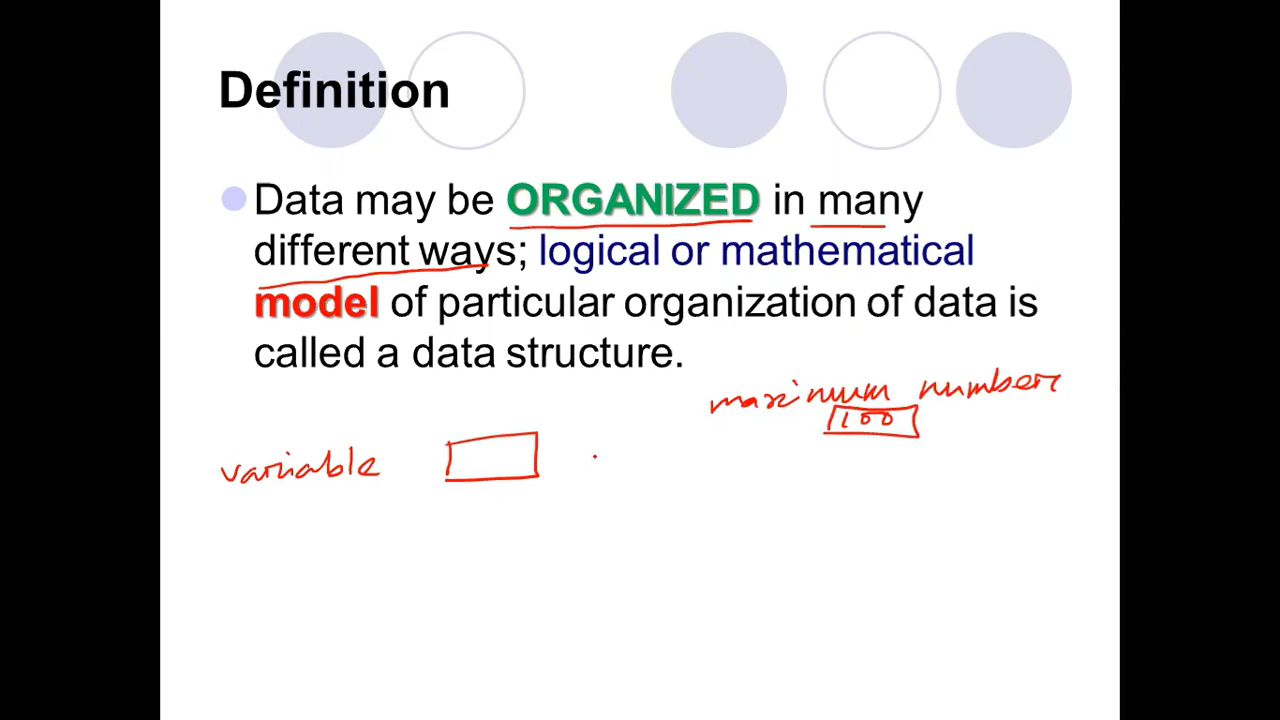 Definition
Data may be ORGANIZED in many
different ways; logical or mathematical
model of particular organization of data is
called a data structure.
maximum numbers
100
variable